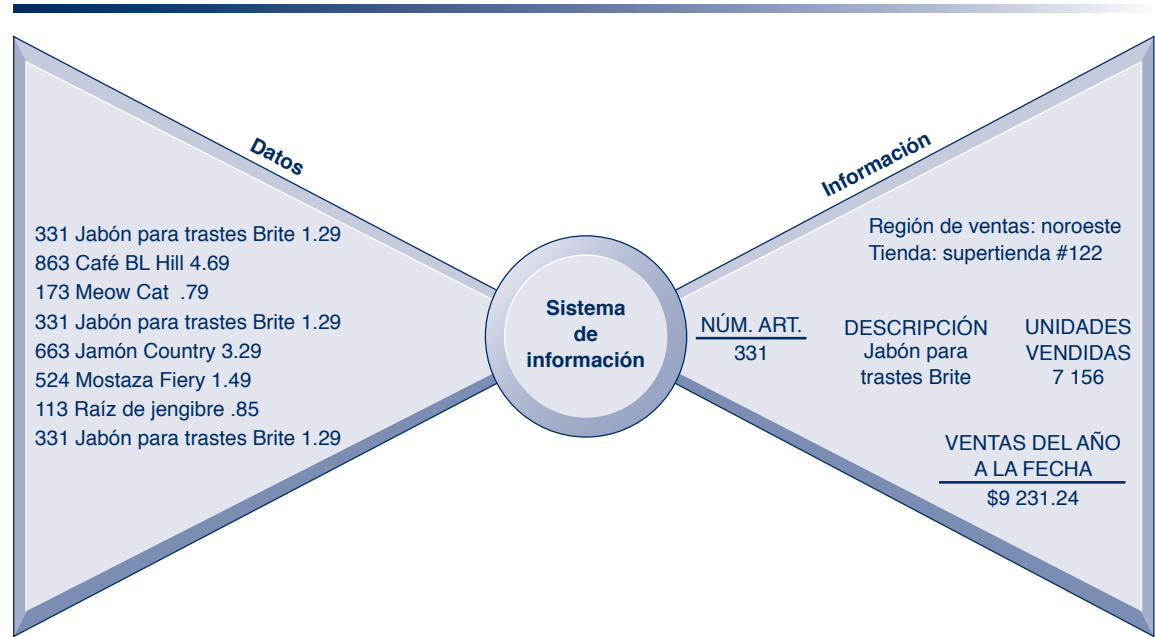 Datos
331 Jabón para trastes Brite 1.29
863 Café BL Hill 4.69
173 Meow Cat .79
331 Jabón para trastes Brite 1.29
663 Jamón Country 3.29
524 Mostaza Fiery 1.49
113 Raíz de jengibre .85
331 Jabón para trastes Brite 1.29
Sistema
de
información
Información
Región de ventas: noroeste
Tienda: supertienda #122
NÚM. ART.
331
DESCRIPCIÓN
Jabón para
trastes Brite
UNIDADES
VENDIDAS
7 156
VENTAS DEL AÑO
A LA FECHA
$9 231.24